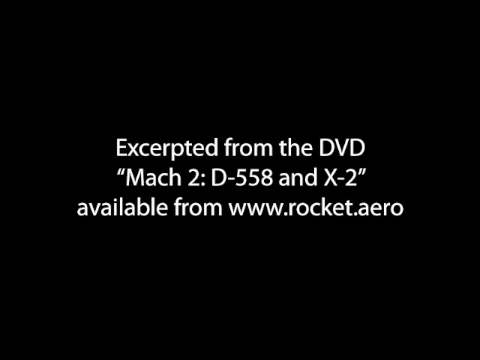 Excerpted from the DVD
“Mach 2: D-558 and X-2”
available from www.rocket.aero